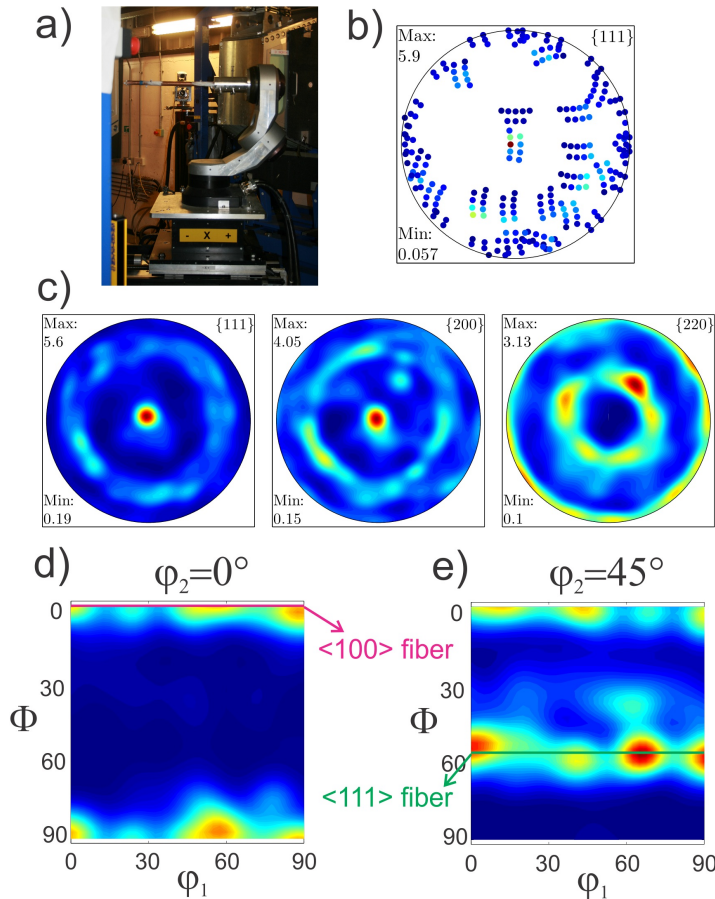 a)
- X +
b)
Max:
5.9
{111}
Min:
0.057
c)
Max:
5.6
{111}
Min:
0.19
Max:
4.05
{200}
Min:
0.15
Max:
3.13
{220}
Min:
0.1
d)
φ₂=0°
e)
φ₂=45°
0
30
60
90
Φ
0 30 60 90
φ₁
<100> fiber
<111> fiber
0
30
60
90
Φ
0 30 60 90
φ₁